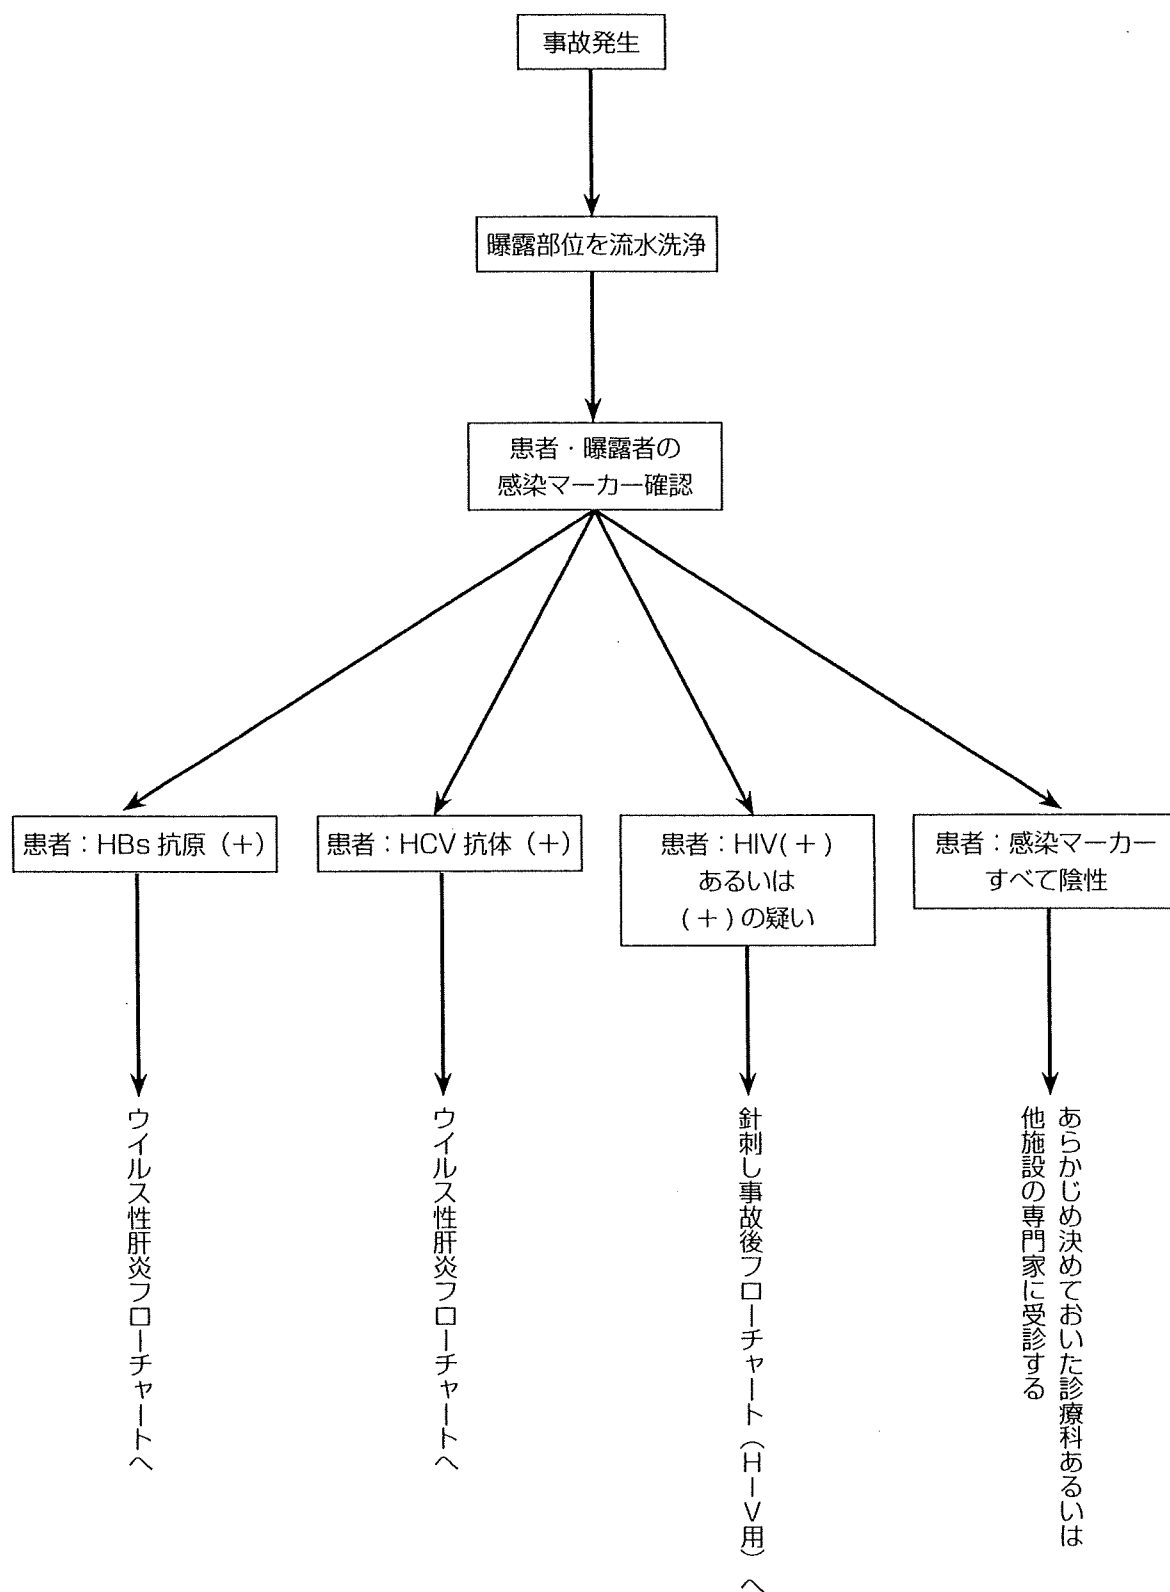 事故発生
曝露部位を流水洗浄
患者・曝露者の
感染マーカー確認
患者：HBs 抗原（＋）
患者：HCV 抗体（＋）
患者：HIV(＋)
あるいは
(＋)の疑い
患者：感染マーカー
すべて陰性
ウイルス性肝炎フローチャートへ
ウイルス性肝炎フローチャートへ
針刺し事故後フローチャート（HIV用）へ
あらかじめ決めておいた診療科あるいは
他施設の専門家に受診する